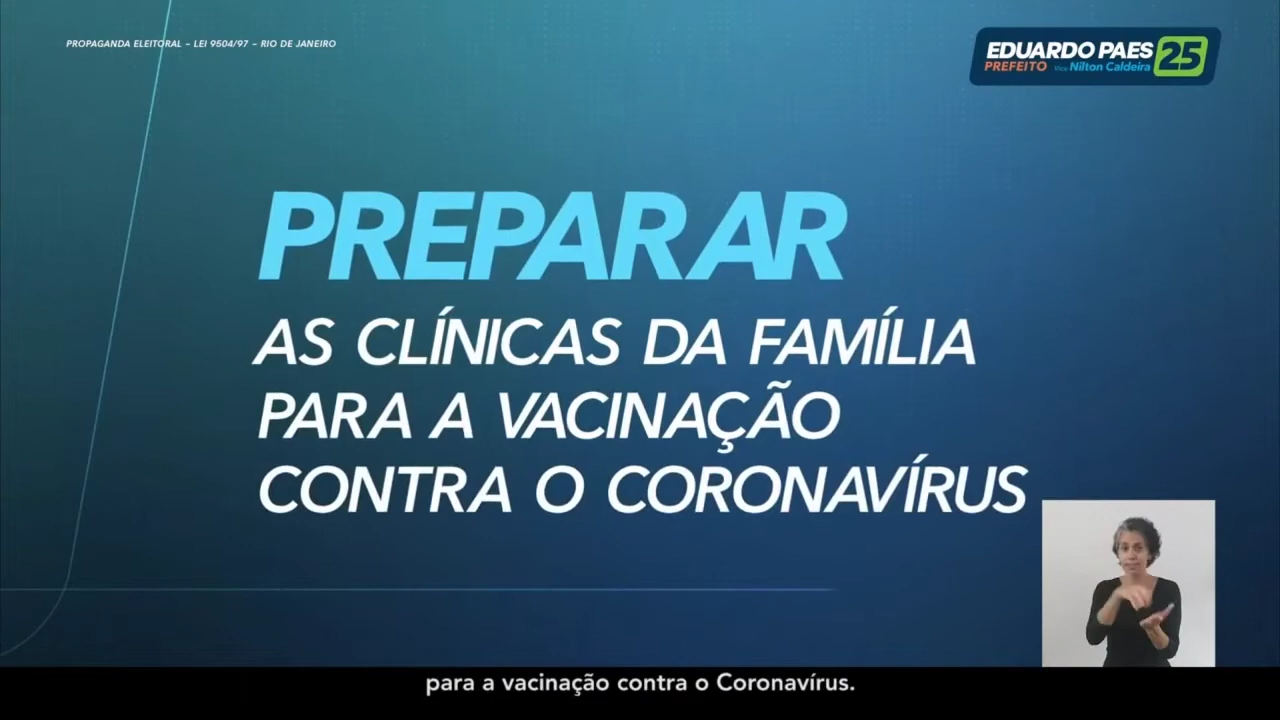 PROPAGANDA ELEITORAL – LEI 9504/97 – RIO DE JANEIRO
EDUARDO PAES 25
PREFEITO Vice Nilton Caldeira
PREPARAR
AS CLÍNICAS DA FAMÍLIA
PARA A VACINAÇÃO
CONTRA O CORONAVÍRUS
para a vacinação contra o Coronavírus.